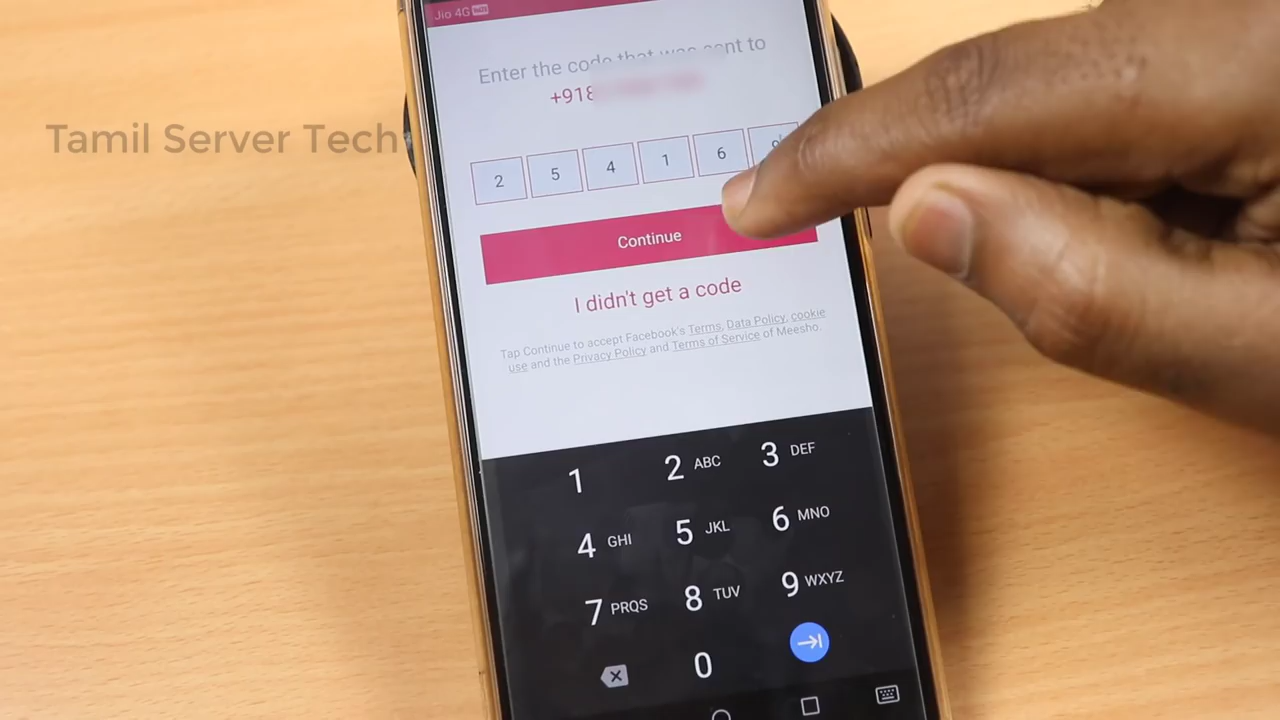 Jio 4G
Enter the code that was sent to
+918
Tamil Server Tech
2 5 4 1 6
Continue
I didn't get a code
Tap Continue to accept Facebook's Terms, Data Policy, cookie
use and the Privacy Policy and Terms of Service of Meesho.
1 2 ABC 3 DEF
4 GHI 5 JKL 6 MNO
7 PRQS 8 TUV 9 WXYZ
0